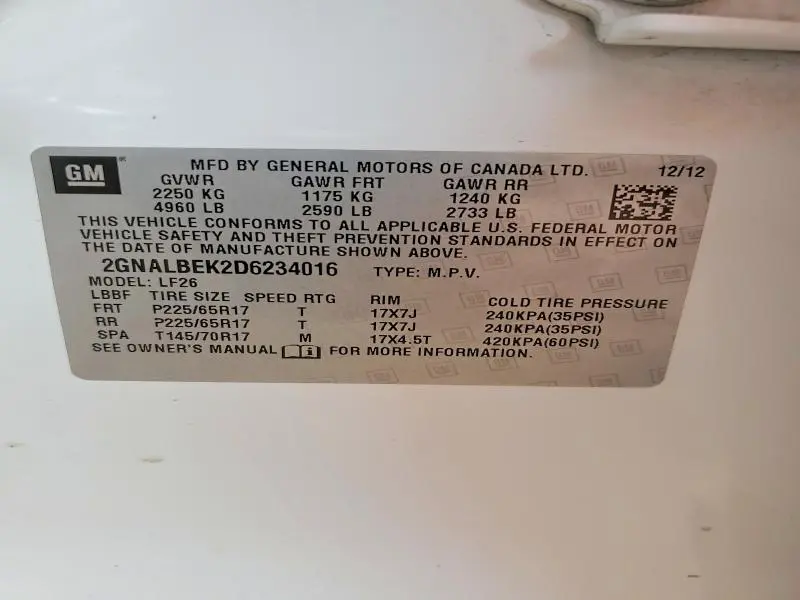 GM MFD BY GENERAL MOTORS OF CANADA LTD. 12/12
GVWR GAWR FRT GAWR RR
2250 KG 1175 KG 1240 KG
4960 LB 2590 LB 2733 LB
THIS VEHICLE CONFORMS TO ALL APPLICABLE U.S. FEDERAL MOTOR
VEHICLE SAFETY AND THEFT PREVENTION STANDARDS IN EFFECT ON
THE DATE OF MANUFACTURE SHOWN ABOVE.
2GNALBEK2D6234016 TYPE: M.P.V.
MODEL: LF26
LBBF TIRE SIZE SPEED RTG RIM COLD TIRE PRESSURE
FRT P225/65R17 T 17X7J 240KPA(35PSI)
RR P225/65R17 T 17X7J 240KPA(35PSI)
SPA T145/70R17 M 17X4.5T 420KPA(60PSI)
SEE OWNER'S MANUAL i FOR MORE INFORMATION.